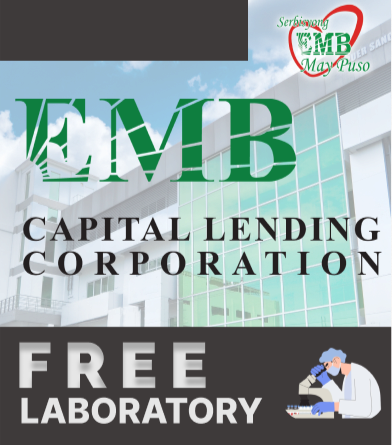 Serbisyong
EMB
May Puso
EMB
CAPITAL LENDING
CORPORATION
FREE
LABORATORY